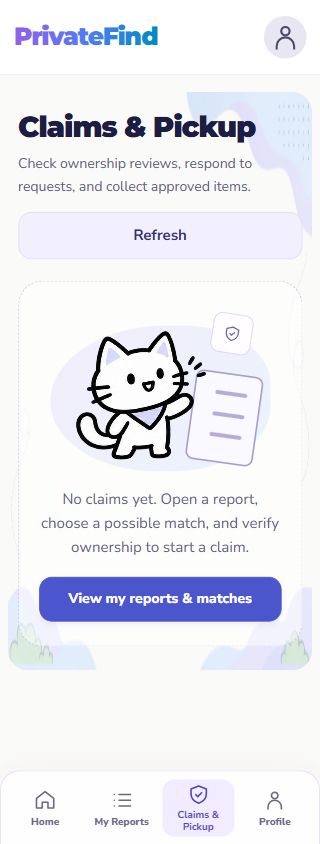 PrivateFind
Claims & Pickup
Check ownership reviews, respond to
requests, and collect approved items.
Refresh
No claims yet. Open a report,
choose a possible match, and verify
ownership to start a claim.
View my reports & matches
Home
My Reports
Claims &
Pickup
Profile